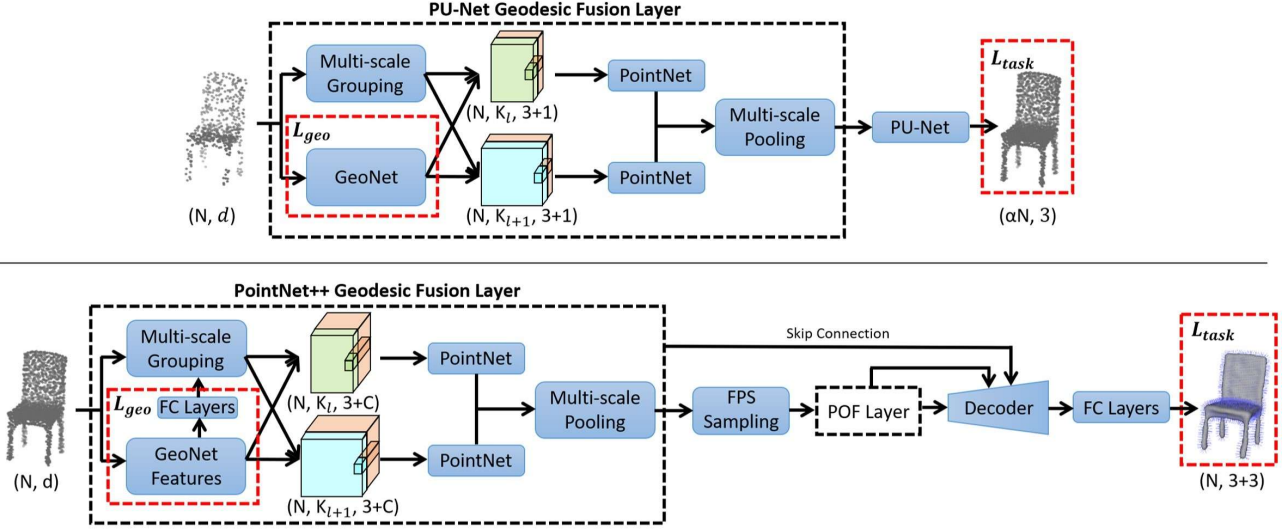 PU-Net Geodesic Fusion Layer
Multi-scale
Grouping
L_geo
GeoNet
(N, d)
(N, K_l, 3+1)
(N, K_{l+1}, 3+1)
PointNet
PointNet
Multi-scale
Pooling
PU-Net
L_task
(αN, 3)
PointNet++ Geodesic Fusion Layer
Multi-scale
Grouping
L_geo
FC Layers
GeoNet
Features
(N, d)
(N, K_l, 3+C)
(N, K_{l+1}, 3+C)
PointNet
PointNet
Multi-scale
Pooling
Skip Connection
FPS
Sampling
POF Layer
Decoder
FC Layers
L_task
(N, 3+3)